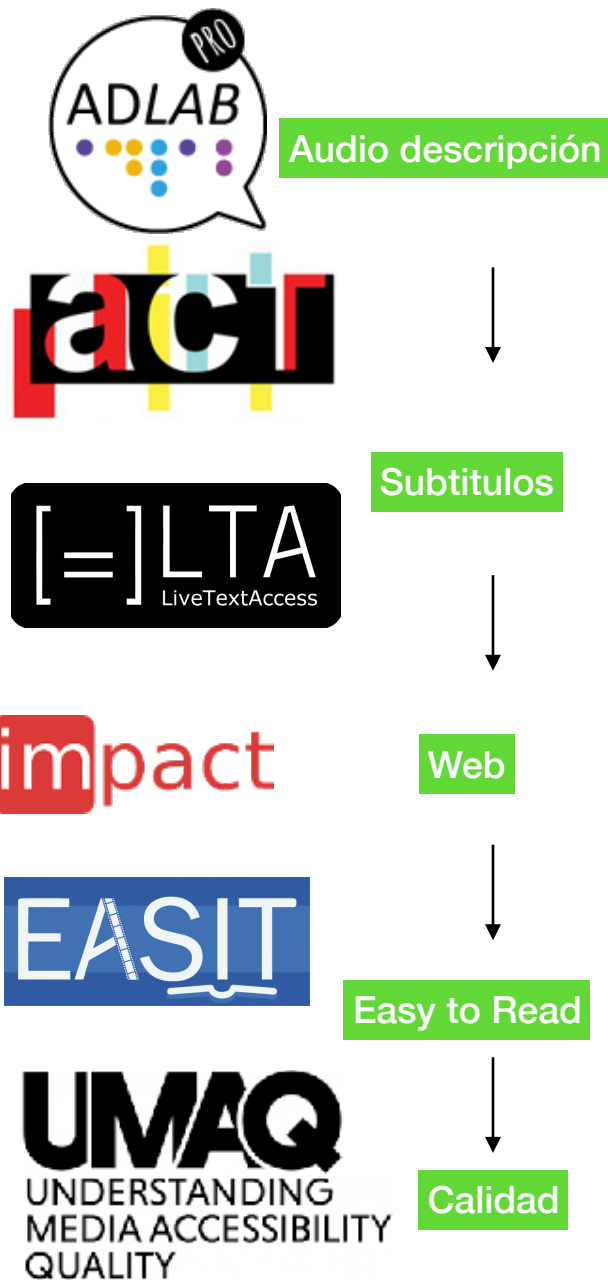 PRO
ADLAB
Audio descripción
act
Subtitulos
[=]LTA
LiveTextAccess
impact
Web
EASIT
Easy to Read
UMAQ
UNDERSTANDING
MEDIA ACCESSIBILITY
QUALITY
Calidad